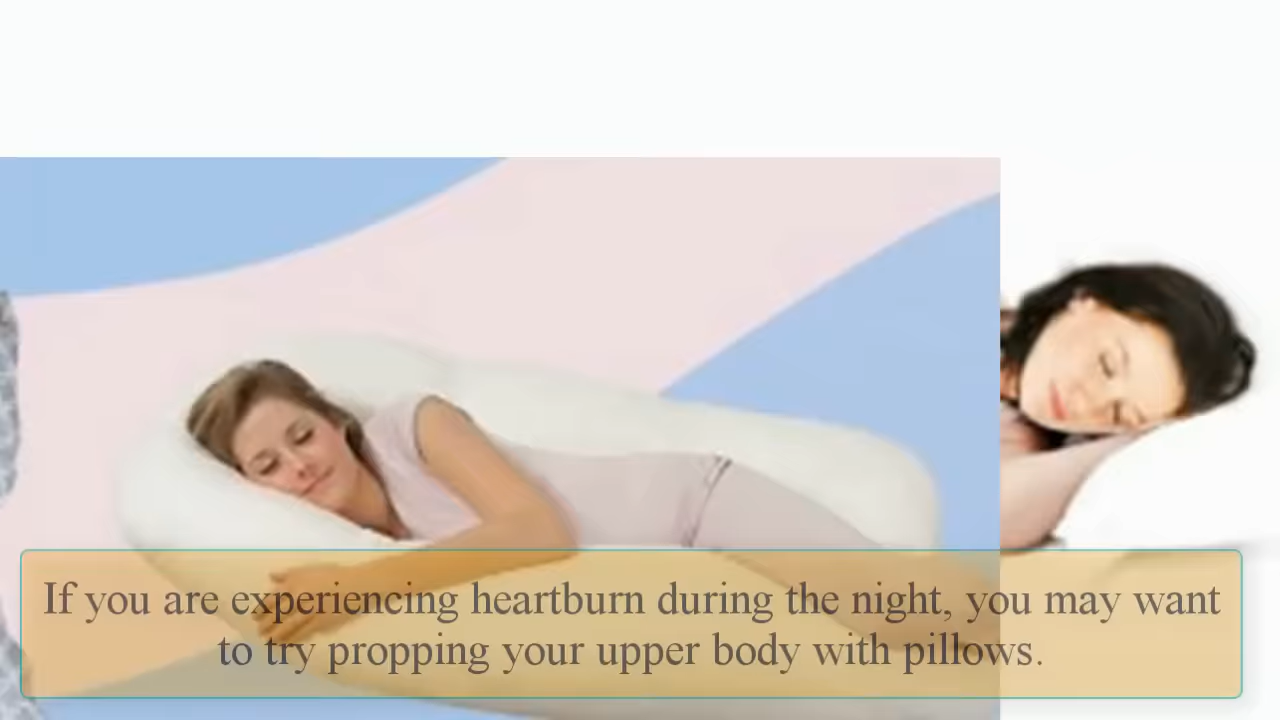 If you are experiencing heartburn during the night, you may want
to try propping your upper body with pillows.